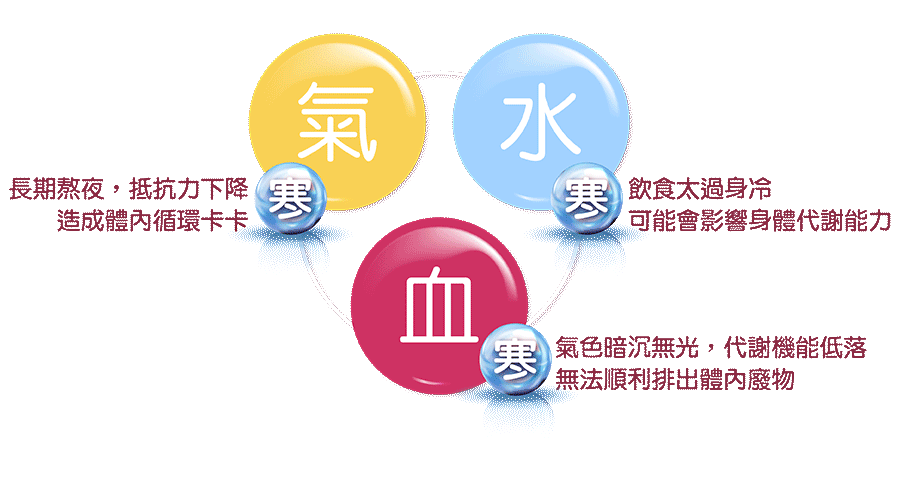 氣
水
寒
長期熬夜，抵抗力下降
造成體內循環卡卡
寒
飲食太過身冷
可能會影響身體代謝能力
血
寒
氣色暗沉無光，代謝機能低落
無法順利排出體內廢物